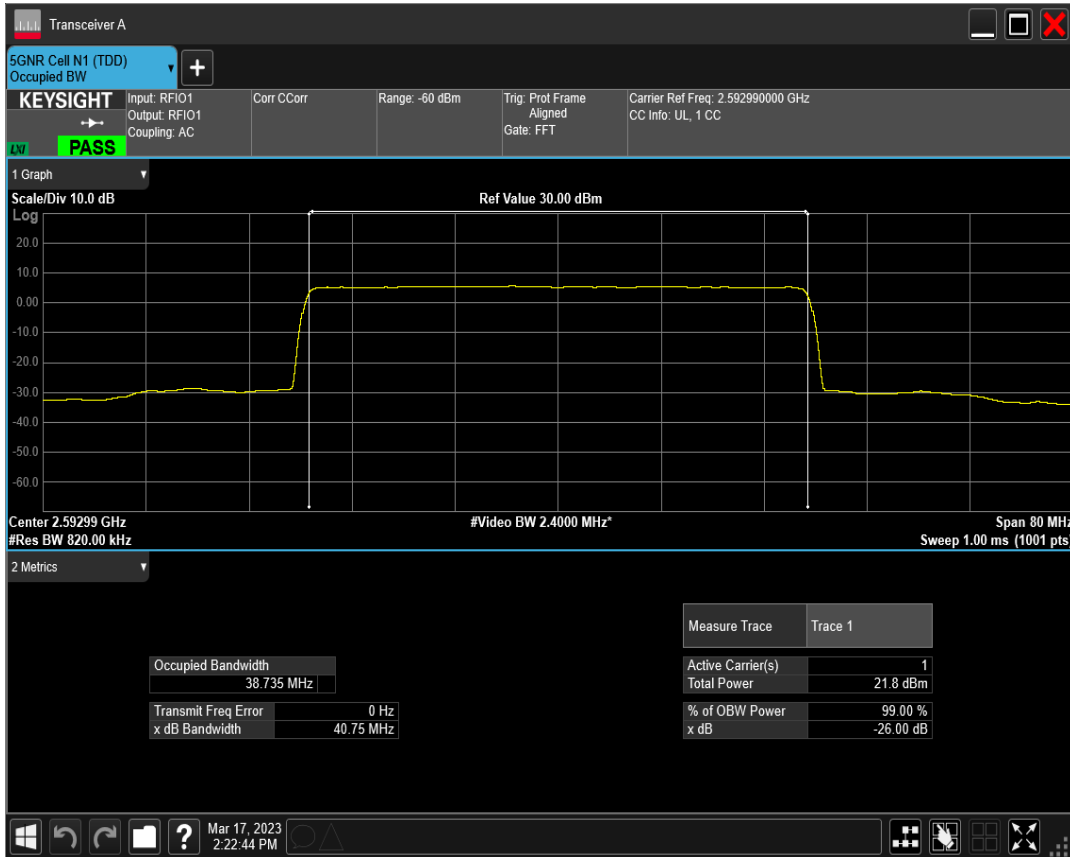 Transceiver A
5GNR Cell N1 (TDD)
Occupied BW
+
KEYSIGHT
LXI
PASS
Input: RFIO1
Output: RFIO1
Coupling: AC
Corr CCorr
Range: -60 dBm
Trig: Prot Frame
Aligned
Gate: FFT
Carrier Ref Freq: 2.592990000 GHz
CC Info: UL, 1 CC
1 Graph
Scale/Div 10.0 dB
Ref Value 30.00 dBm
Log
20.0
10.0
0.00
-10.0
-20.0
-30.0
-40.0
-50.0
-60.0
Center 2.59299 GHz
#Video BW 2.4000 MHz*
Span 80 MHz
#Res BW 820.00 kHz
Sweep 1.00 ms (1001 pts)
2 Metrics
Measure Trace Trace 1
Occupied Bandwidth
38.735 MHz
Active Carrier(s) 1
Total Power 21.8 dBm
Transmit Freq Error 0 Hz
x dB Bandwidth 40.75 MHz
% of OBW Power 99.00 %
x dB -26.00 dB
?
Mar 17, 2023
2:22:44 PM